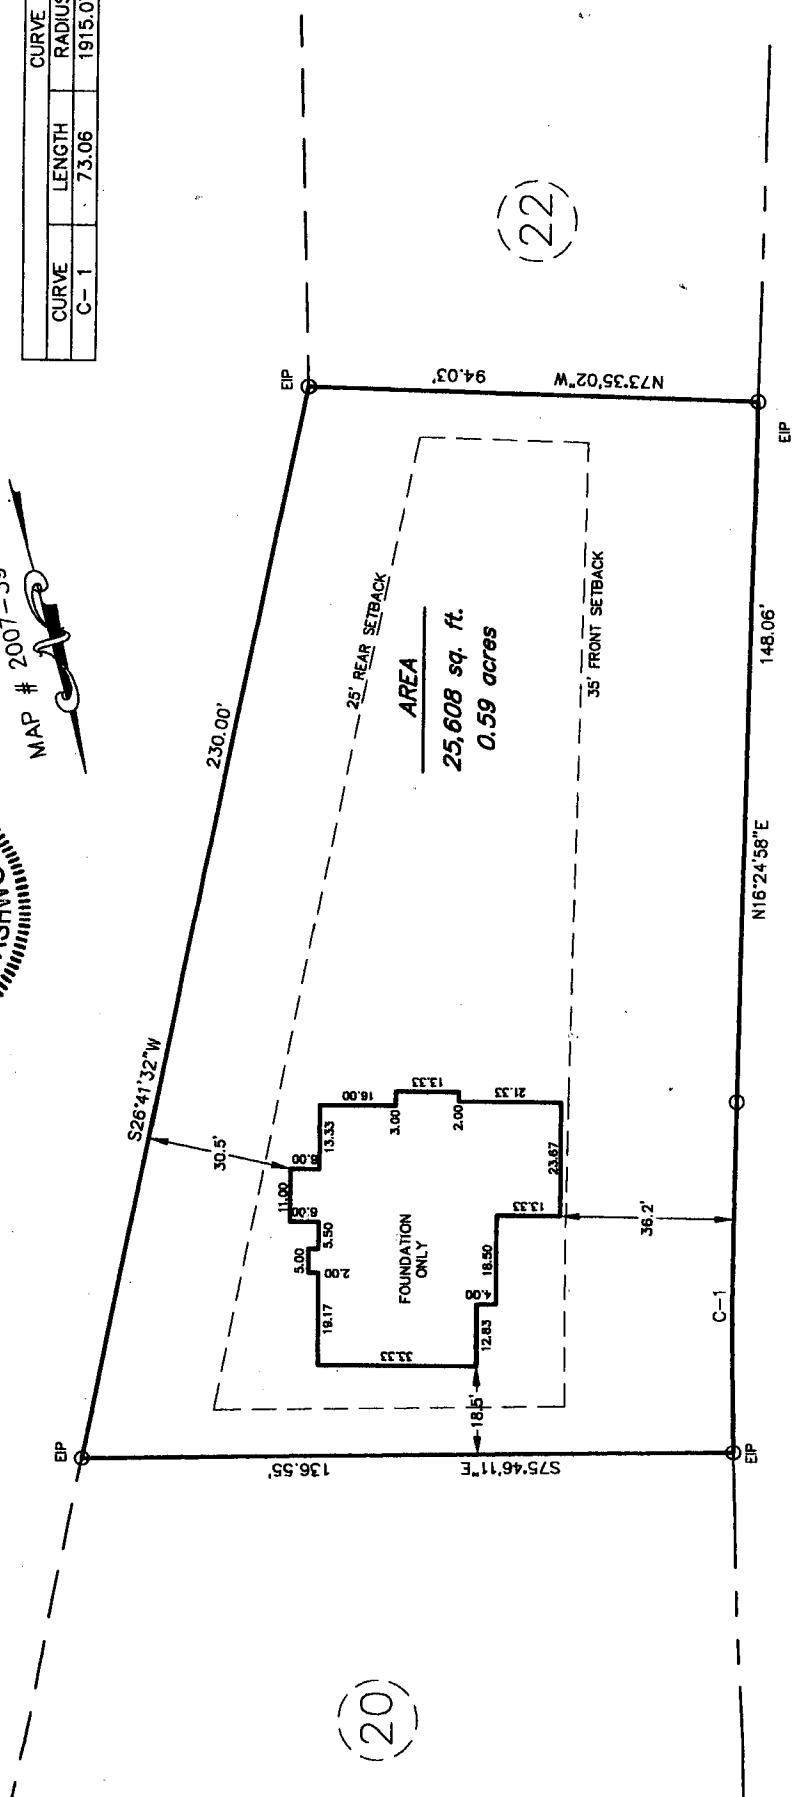 CURVE
CURVE LENGTH RADIUS
C-1 73.06 1915.0
MAP # 2007-
22
EIP
94.03'
N73°35'02"W
EIP
230.00'
S26°41'32"W
25' REAR SETBACK
35' FRONT SETBACK
AREA
25,608 sq. ft.
0.59 acres
148.06'
N16°24'58"E
30.5'
8.00
13.33
16.00
3.00
13.33
2.00
21.33
23.67
13.33
18.50
4.00
12.83
33.33
19.17
2.00
5.00
5.50
6.00
11.00
FOUNDATION
ONLY
36.2'
C-1
18.5'
EIP
136.55'
S75°46'11"E
EIP
20